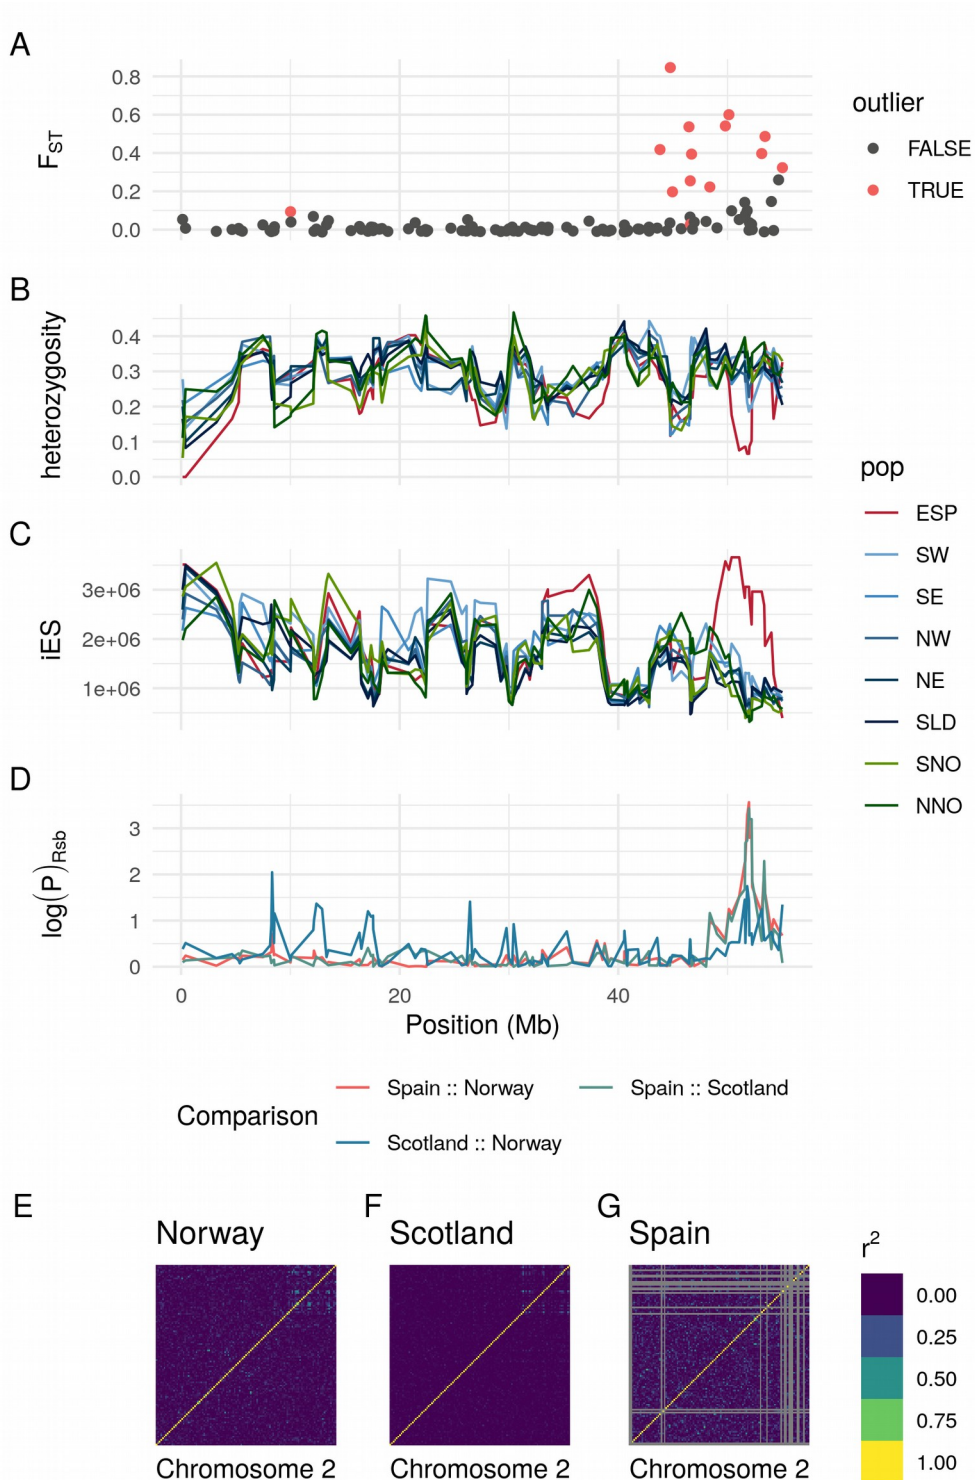 A
F_ST
0.8
0.6
0.4
0.2
0.0
outlier
FALSE
TRUE
B
heterozygosity
0.4
0.3
0.2
0.1
0.0
C
iES
3e+06
2e+06
1e+06
pop
ESP
SW
SE
NW
NE
SLD
SNO
NNO
D
log(P)_Rsb
3
2
1
0
0 20 40
Position (Mb)
Comparison
Spain :: Norway
Spain :: Scotland
Scotland :: Norway
E
Norway
Chromosome 2
F
Scotland
Chromosome 2
G
Spain
Chromosome 2
r²
0.00
0.25
0.50
0.75
1.00